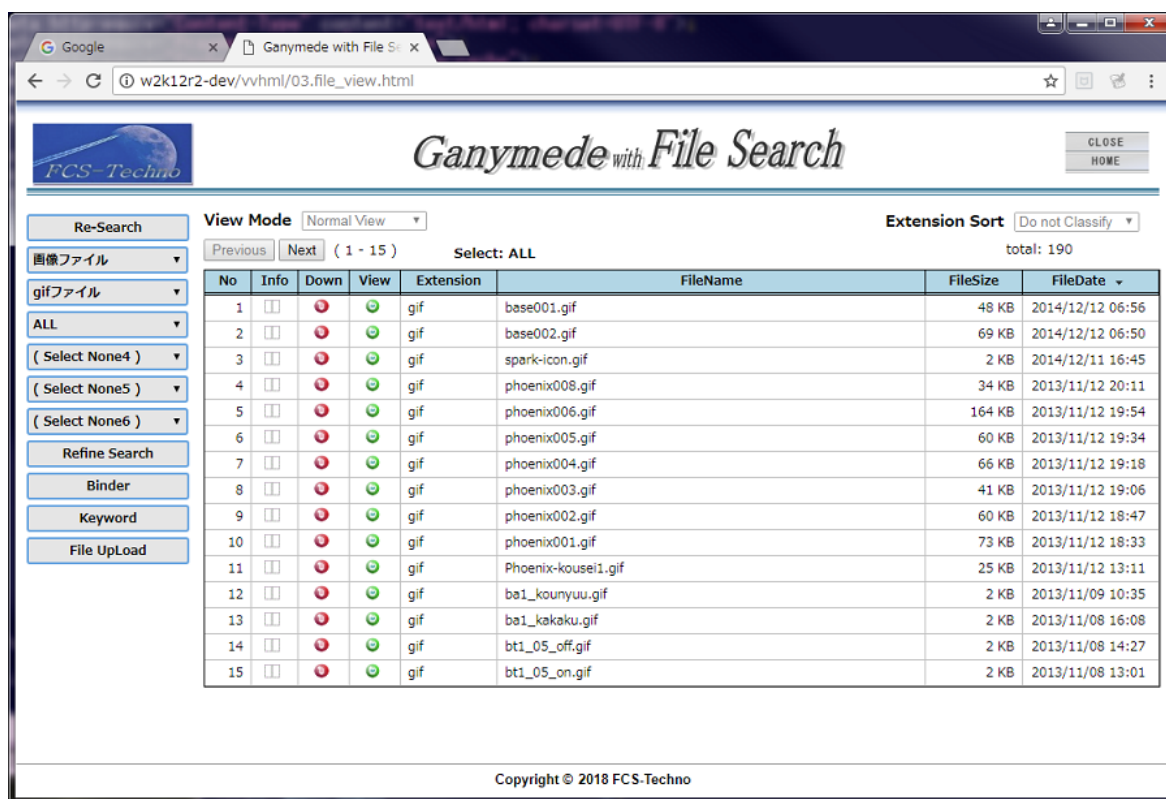 Google
Ganymede with File Se
w2k12r2-dev/vvhml/03.file_view.html
FCS-Techno
Ganymede with File Search
CLOSE
HOME
View Mode Normal View Extension Sort Do not Classify
Previous Next ( 1 - 15 ) Select: ALL total: 190
Re-Search
画像ファイル
gifファイル
ALL
( Select None4 )
( Select None5 )
( Select None6 )
Refine Search
Binder
Keyword
File UpLoad
No Info Down View Extension FileName FileSize FileDate
1 gif base001.gif 48 KB 2014/12/12 06:56
2 gif base002.gif 69 KB 2014/12/12 06:50
3 gif spark-icon.gif 2 KB 2014/12/11 16:45
4 gif phoenix008.gif 34 KB 2013/11/12 20:11
5 gif phoenix006.gif 164 KB 2013/11/12 19:54
6 gif phoenix005.gif 60 KB 2013/11/12 19:34
7 gif phoenix004.gif 66 KB 2013/11/12 19:18
8 gif phoenix003.gif 41 KB 2013/11/12 19:06
9 gif phoenix002.gif 60 KB 2013/11/12 18:47
10 gif phoenix001.gif 73 KB 2013/11/12 18:33
11 gif Phoenix-kousei1.gif 25 KB 2013/11/12 13:11
12 gif ba1_kounyuu.gif 2 KB 2013/11/09 10:35
13 gif ba1_kakaku.gif 2 KB 2013/11/08 16:08
14 gif bt1_05_off.gif 2 KB 2013/11/08 14:27
15 gif bt1_05_on.gif 2 KB 2013/11/08 13:01
Copyright © 2018 FCS-Techno